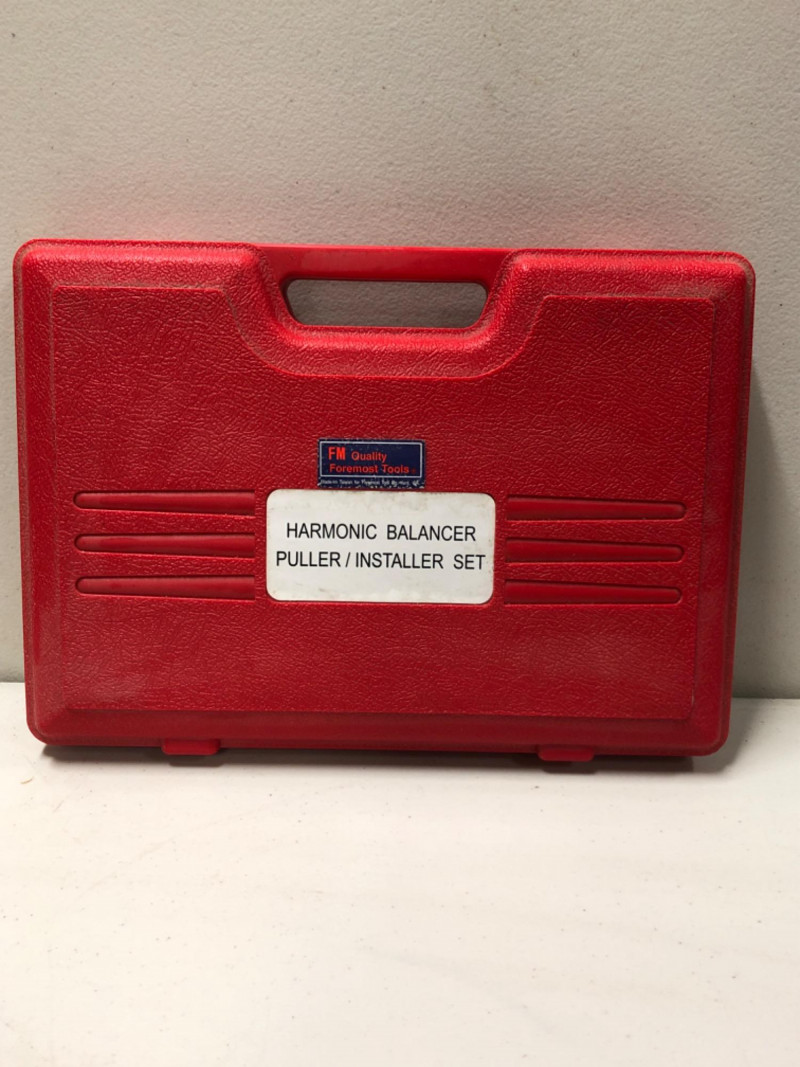 FM Quality
Foremost Tools
HARMONIC BALANCER
PULLER / INSTALLER SET